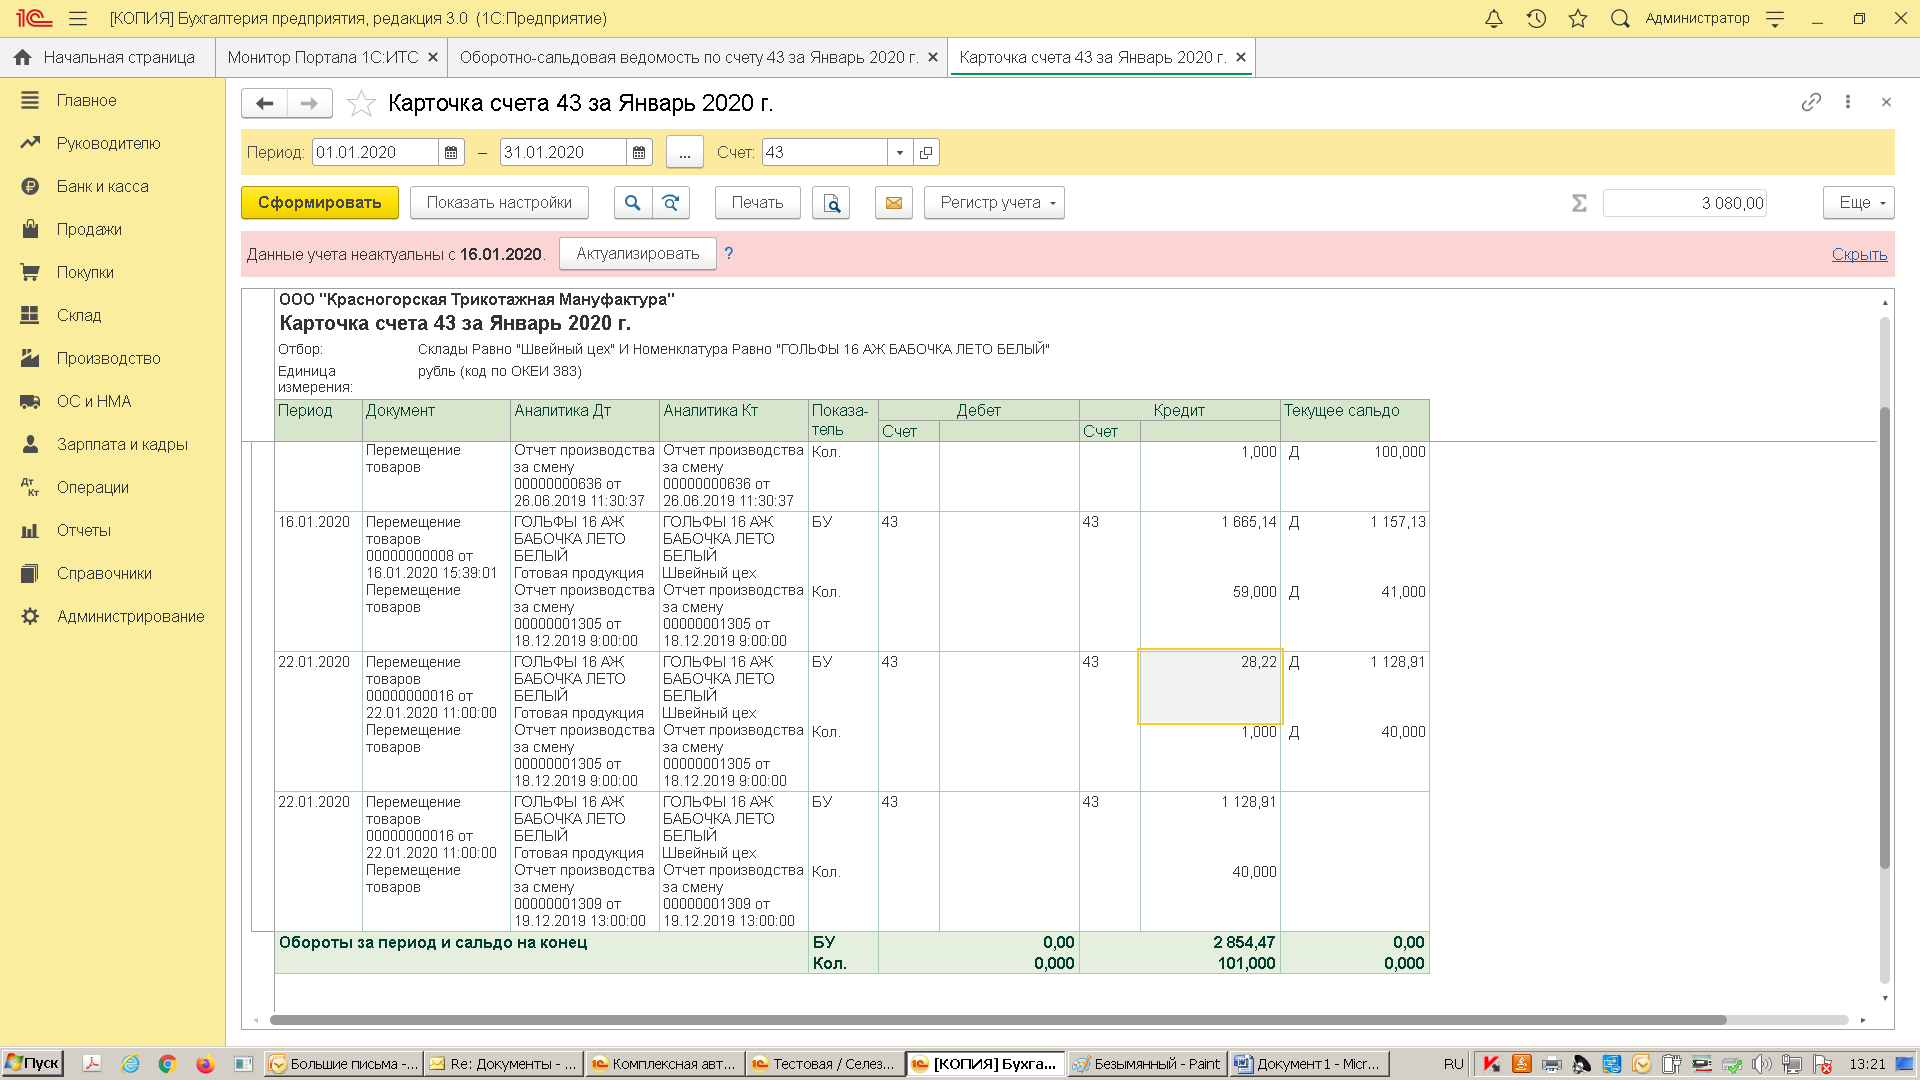 [КОПИЯ] Бухгалтерия предприятия, редакция 3.0 (1С:Предприятие)
Администратор
Начальная страница
Монитор Портала 1С:ИТС
Оборотно-сальдовая ведомость по счету 43 за Январь 2020 г.
Карточка счета 43 за Январь 2020 г.
Главное
Руководителю
Банк и касса
Продажи
Покупки
Склад
Производство
ОС и НМА
Зарплата и кадры
Операции
Отчеты
Справочники
Администрирование
Карточка счета 43 за Январь 2020 г.
Период: 01.01.2020 – 31.01.2020 ... Счет: 43
Сформировать Показать настройки Печать Регистр учета 3 080,00 Еще
Данные учета неактуальны с 16.01.2020. Актуализировать ? Скрыть
ООО "Красногорская Трикотажная Мануфактура"
Карточка счета 43 за Январь 2020 г.
Отбор: Склады Равно "Швейный цех" И Номенклатура Равно "ГОЛЬФЫ 16 АЖ БАБОЧКА ЛЕТО БЕЛЫЙ"
Единица измерения: рубль (код по ОКЕИ 383)
Период Документ Аналитика Дт Аналитика Кт Показа- Дебет Кредит Текущее сальдо
тель Счет Счет
Перемещение Отчет производства Отчет производства Кол. 1,000 Д 100,000
товаров за смену за смену
00000000636 от 00000000636 от
26.06.2019 11:30:37 26.06.2019 11:30:37
16.01.2020 Перемещение ГОЛЬФЫ 16 АЖ ГОЛЬФЫ 16 АЖ БУ 43 43 1 665,14 Д 1 157,13
товаров БАБОЧКА ЛЕТО БАБОЧКА ЛЕТО
00000000008 от БЕЛЫЙ БЕЛЫЙ
16.01.2020 15:39:01 Готовая продукция Швейный цех
Перемещение Отчет производства Отчет производства Кол. 59,000 Д 41,000
товаров за смену за смену
00000001305 от 00000001305 от
18.12.2019 9:00:00 18.12.2019 9:00:00
22.01.2020 Перемещение ГОЛЬФЫ 16 АЖ ГОЛЬФЫ 16 АЖ БУ 43 43 28,22 Д 1 128,91
товаров БАБОЧКА ЛЕТО БАБОЧКА ЛЕТО
00000000016 от БЕЛЫЙ БЕЛЫЙ
22.01.2020 11:00:00 Готовая продукция Швейный цех
Перемещение Отчет производства Отчет производства Кол. 1,000 Д 40,000
товаров за смену за смену
00000001305 от 00000001305 от
18.12.2019 9:00:00 18.12.2019 9:00:00
22.01.2020 Перемещение ГОЛЬФЫ 16 АЖ ГОЛЬФЫ 16 АЖ БУ 43 43 1 128,91
товаров БАБОЧКА ЛЕТО БАБОЧКА ЛЕТО
00000000016 от БЕЛЫЙ БЕЛЫЙ
22.01.2020 11:00:00 Готовая продукция Швейный цех
Перемещение Отчет производства Отчет производства Кол. 40,000
товаров за смену за смену
00000001309 от 00000001309 от
19.12.2019 13:00:00 19.12.2019 13:00:00
Обороты за период и сальдо на конец БУ 0,00 2 854,47 0,00
Кол. 0,000 101,000 0,000
Пуск Большие письма -... Re: Документы - ... Комплексная авт... Тестовая / Селез... [КОПИЯ] Бухга... Безымянный - Paint Документ1 - Micr... RU 13:21